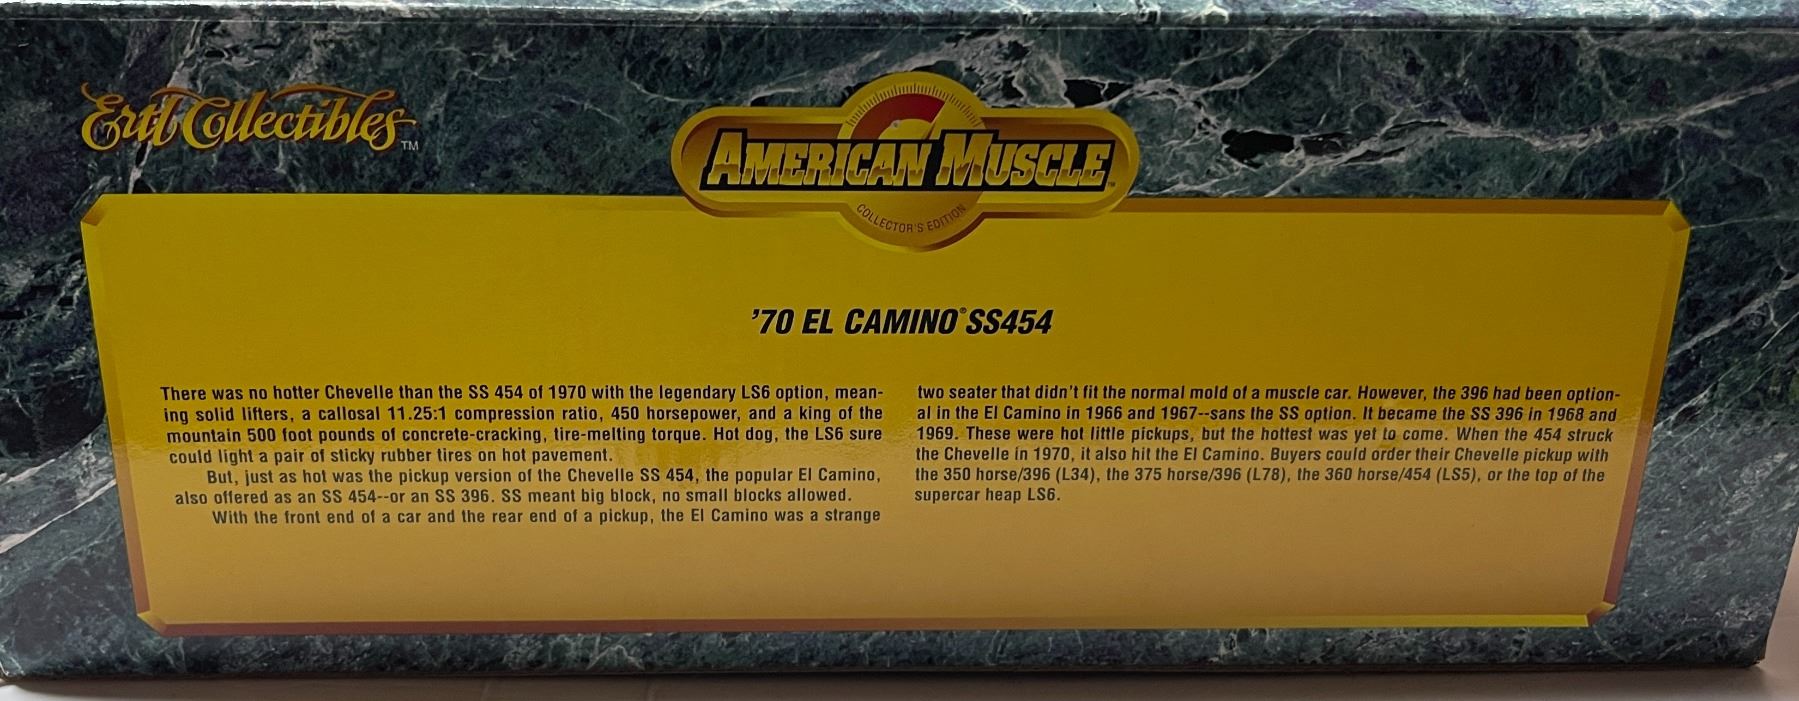 Ertl Collectibles™
AMERICAN MUSCLE™
COLLECTOR'S EDITION
'70 EL CAMINO® SS454
There was no hotter Chevelle than the SS 454 of 1970 with the legendary LS6 option, mean-
ing solid lifters, a callosal 11.25:1 compression ratio, 450 horsepower, and a king of the
mountain 500 foot pounds of concrete-cracking, tire-melting torque. Hot dog, the LS6 sure
could light a pair of sticky rubber tires on hot pavement.
But, just as hot was the pickup version of the Chevelle SS 454, the popular El Camino,
also offered as an SS 454--or an SS 396. SS meant big block, no small blocks allowed.
With the front end of a car and the rear end of a pickup, the El Camino was a strange
two seater that didn't fit the normal mold of a muscle car. However, the 396 had been option-
al in the El Camino in 1966 and 1967--sans the SS option. It became the SS 396 in 1968 and
1969. These were hot little pickups, but the hottest was yet to come. When the 454 struck
the Chevelle in 1970, it also hit the El Camino. Buyers could order their Chevelle pickup with
the 350 horse/396 (L34), the 375 horse/396 (L78), the 360 horse/454 (LS5), or the top of the
supercar heap LS6.